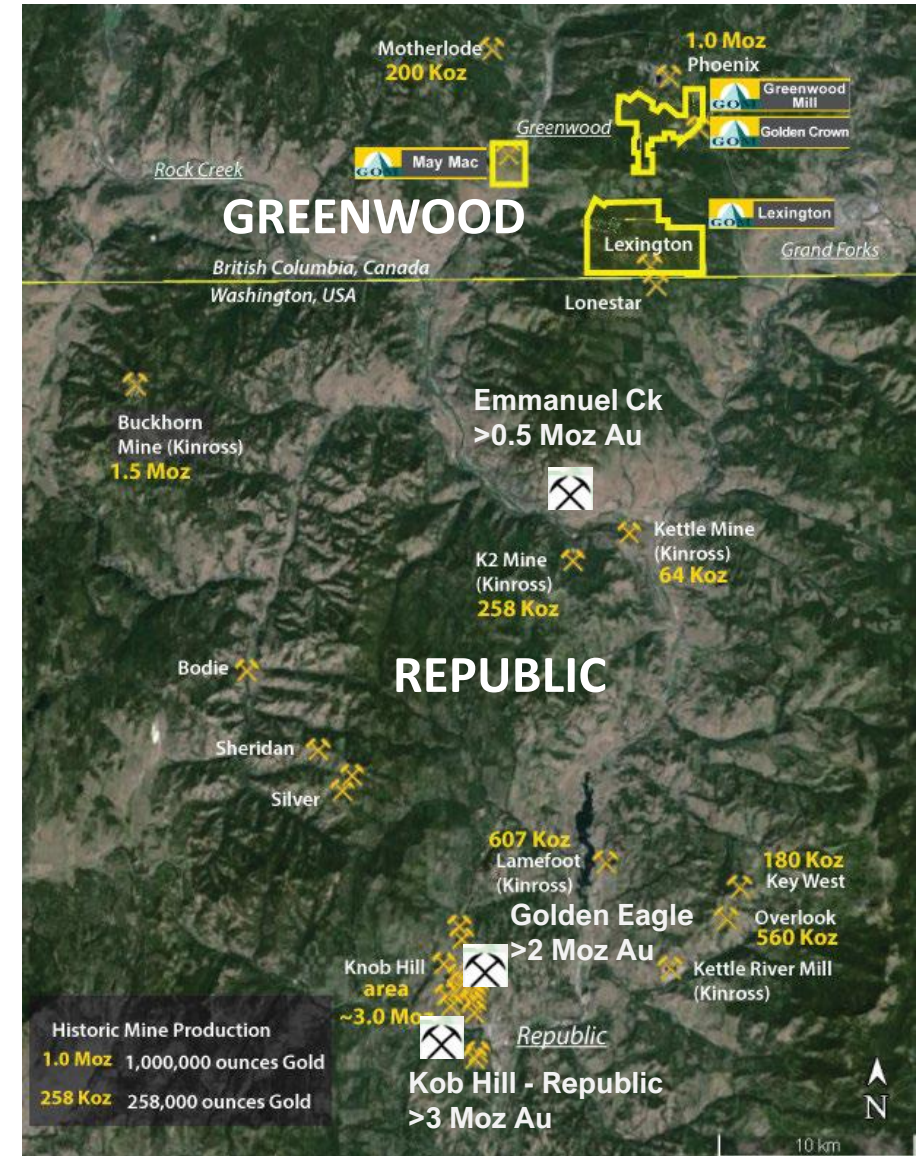 Motherlode
200 Koz
1.0 Moz
Phoenix
GOM
Greenwood
Mill
GOM
Golden Crown
Greenwood
GOM
May Mac
Rock Creek
GREENWOOD
GOM
Lexington
Lexington
Grand Forks
British Columbia, Canada
Washington, USA
Lonestar
Buckhorn
Mine (Kinross)
1.5 Moz
Emmanuel Ck
>0.5 Moz Au
Kettle Mine
(Kinross)
64 Koz
K2 Mine
(Kinross)
258 Koz
REPUBLIC
Bodie
Sheridan
Silver
607 Koz
Lamefoot
(Kinross)
180 Koz
Key West
Golden Eagle
>2 Moz Au
Overlook
560 Koz
Knob Hill
area
~3.0 Moz
Kettle River Mill
(Kinross)
Republic
Kob Hill - Republic
>3 Moz Au
Historic Mine Production
1.0 Moz 1,000,000 ounces Gold
258 Koz 258,000 ounces Gold
N
10 km